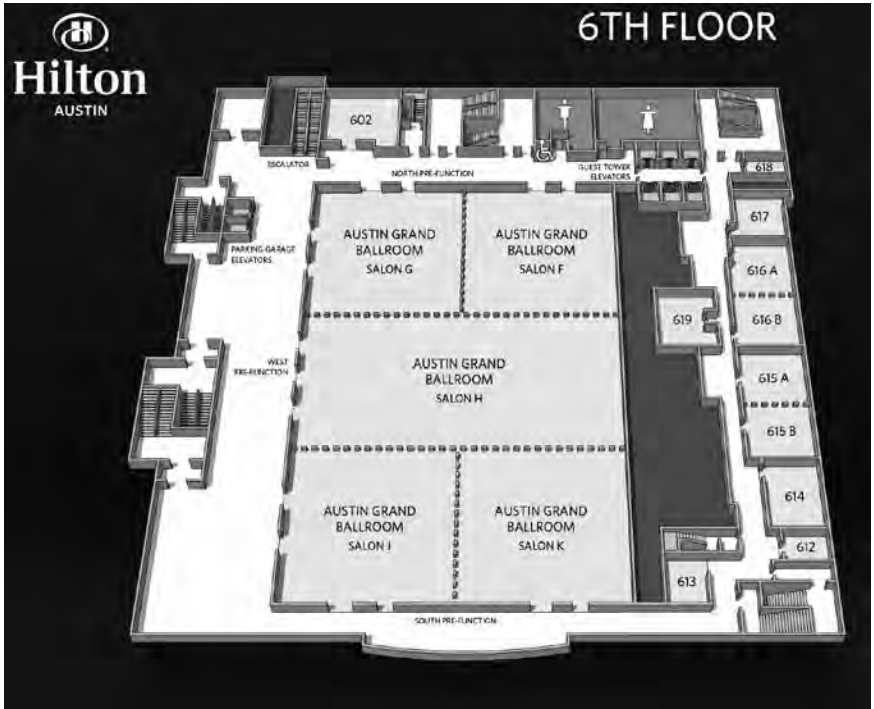 6TH FLOOR
Hilton
AUSTIN
602
ESCALATOR
NORTH PRE-FUNCTION
GUEST TOWER
ELEVATORS
618
617
AUSTIN GRAND
BALLROOM
SALON G
AUSTIN GRAND
BALLROOM
SALON F
PARKING GARAGE
ELEVATORS
616 A
619
616 B
WEST
PRE-FUNCTION
AUSTIN GRAND
BALLROOM
SALON H
615 A
615 B
614
AUSTIN GRAND
BALLROOM
SALON J
AUSTIN GRAND
BALLROOM
SALON K
612
613
SOUTH PRE-FUNCTION